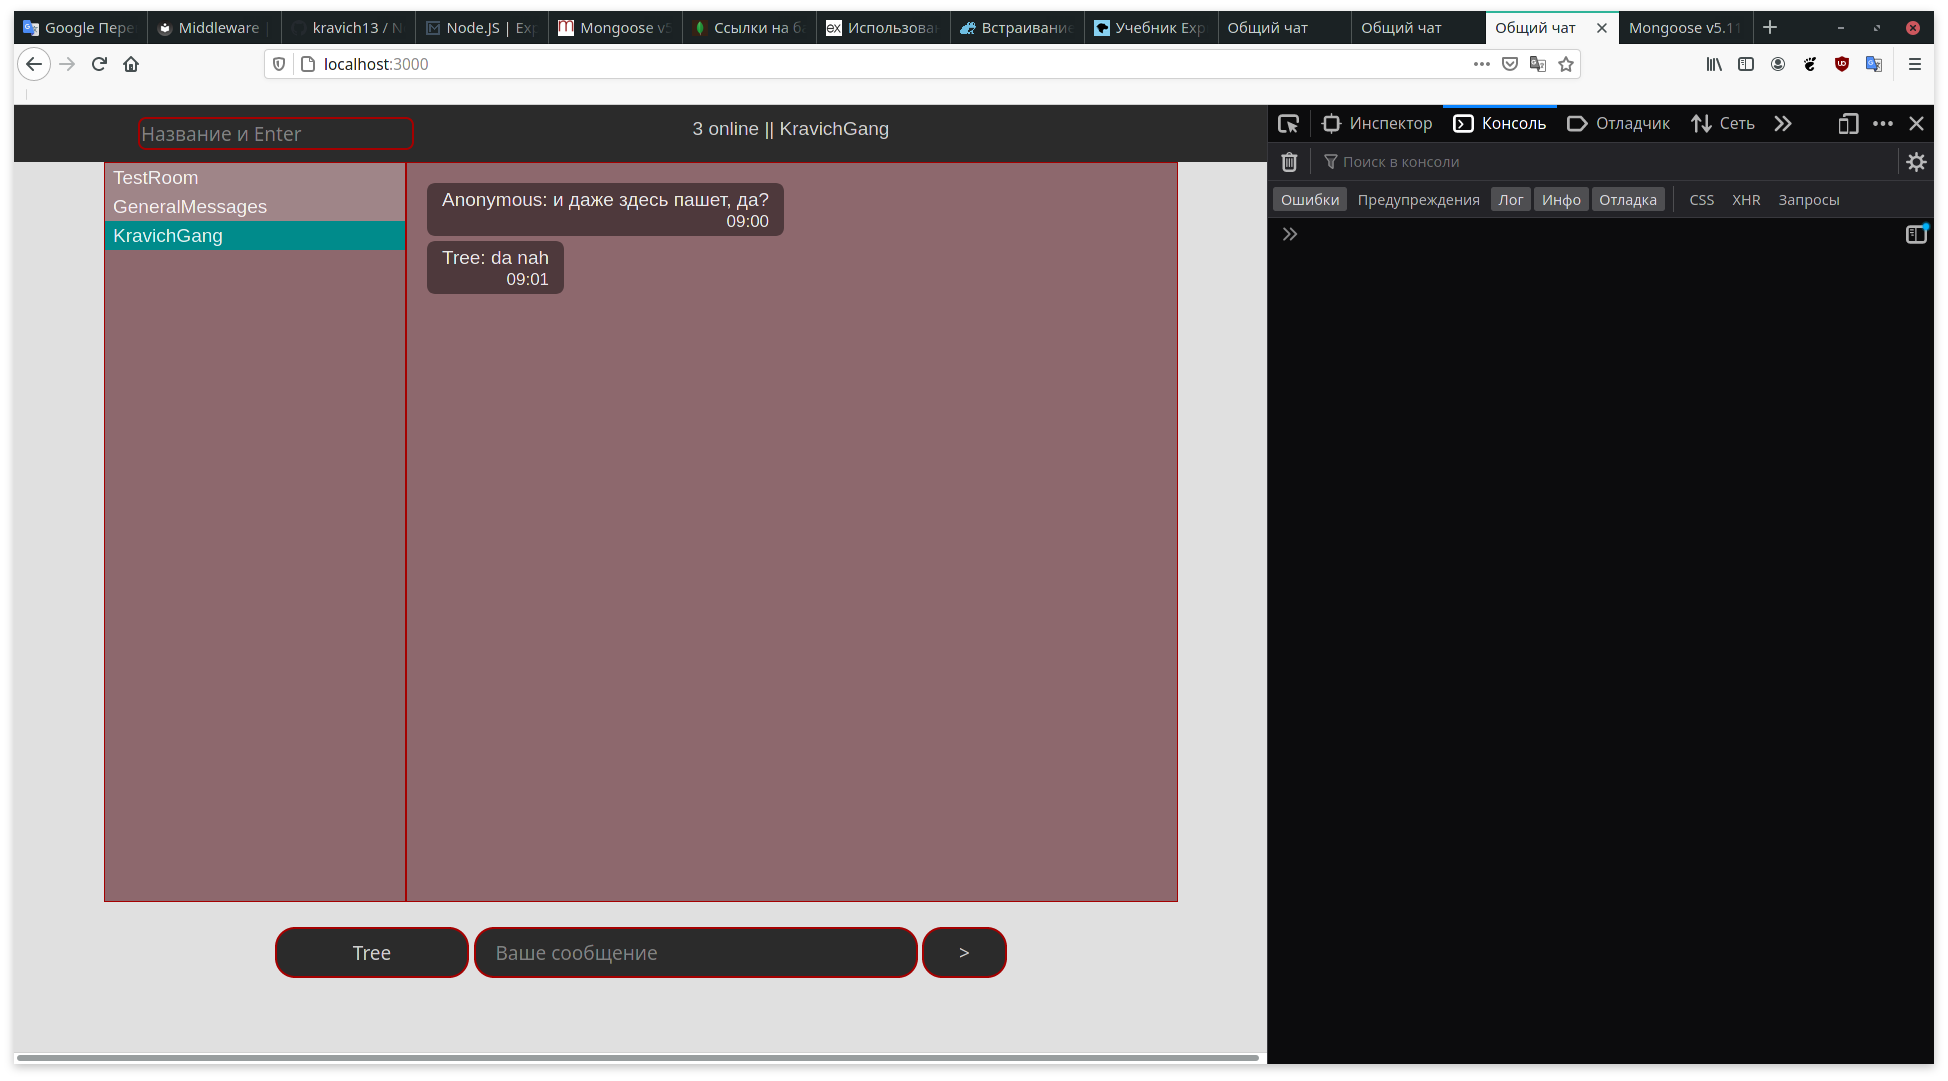 Google Пере
Middleware |
kravich13 / N
Node.JS | Exp
Mongoose v5
Ссылки на б
Использова
Встраивание
Учебник Exp
Общий чат
Общий чат
Общий чат
Mongoose v5.11
localhost:3000
Название и Enter
3 online || KravichGang
TestRoom
GeneralMessages
KravichGang
Anonymous: и даже здесь пашет, да?
09:00
Tree: da nah
09:01
Tree
Ваше сообщение
>
Инспектор
Консоль
Отладчик
Сеть
Поиск в консоли
Ошибки
Предупреждения
Лог
Инфо
Отладка
CSS
XHR
Запросы